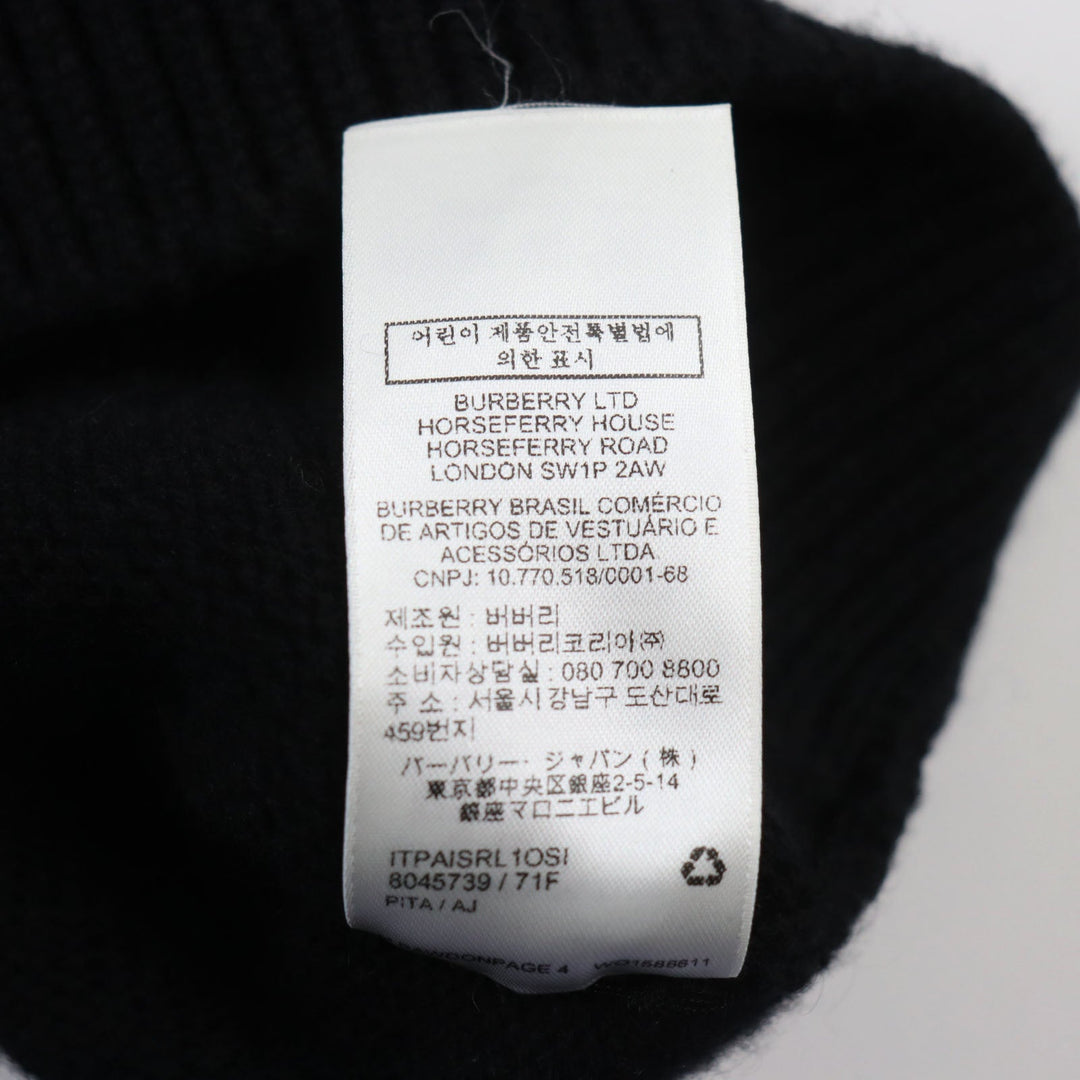 어린이 제품안전특별법에
의한 표시
BURBERRY LTD
HORSEFERRY HOUSE
HORSEFERRY ROAD
LONDON SW1P 2AW
BURBERRY BRASIL COMÉRCIO
DE ARTIGOS DE VESTUÁRIO E
ACESSÓRIOS LTDA
CNPJ: 10.770.518/0001-68
제조원 : 버버리
수입원 : 버버리코리아㈜
소비자상담실 : 080 700 8800
주 소 : 서울시 강남구 도산대로
459번지
バーバリー・ジャパン(株)
東京都中央区銀座2-5-14
銀座マロニエビル
ITPAISRL1OSI
8045739 / 71F
PITA / AJ
PAGE 4